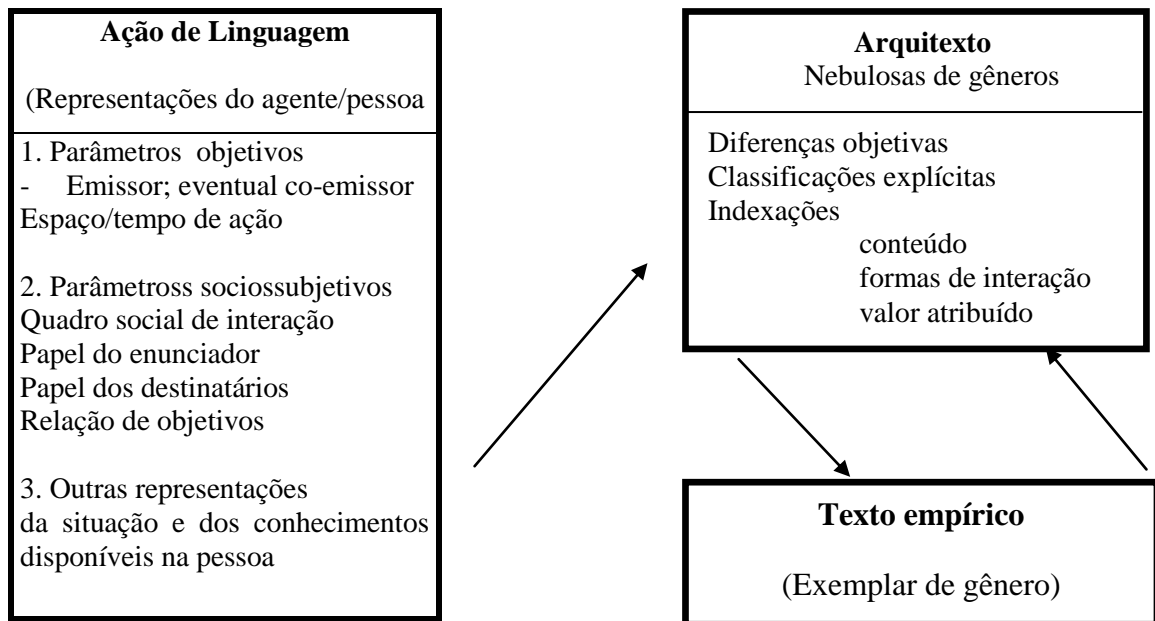 Ação de Linguagem
(Representações do agente/pessoa
1. Parâmetros objetivos
- Emissor; eventual co-emissor
Espaço/tempo de ação
2. Parâmetross sociossubjetivos
Quadro social de interação
Papel do enunciador
Papel dos destinatários
Relação de objetivos
3. Outras representações
da situação e dos conhecimentos
disponíveis na pessoa
Arquitexto
Nebulosas de gêneros
Diferenças objetivas
Classificações explícitas
Indexações
conteúdo
formas de interação
valor atribuído
Texto empírico
(Exemplar de gênero)